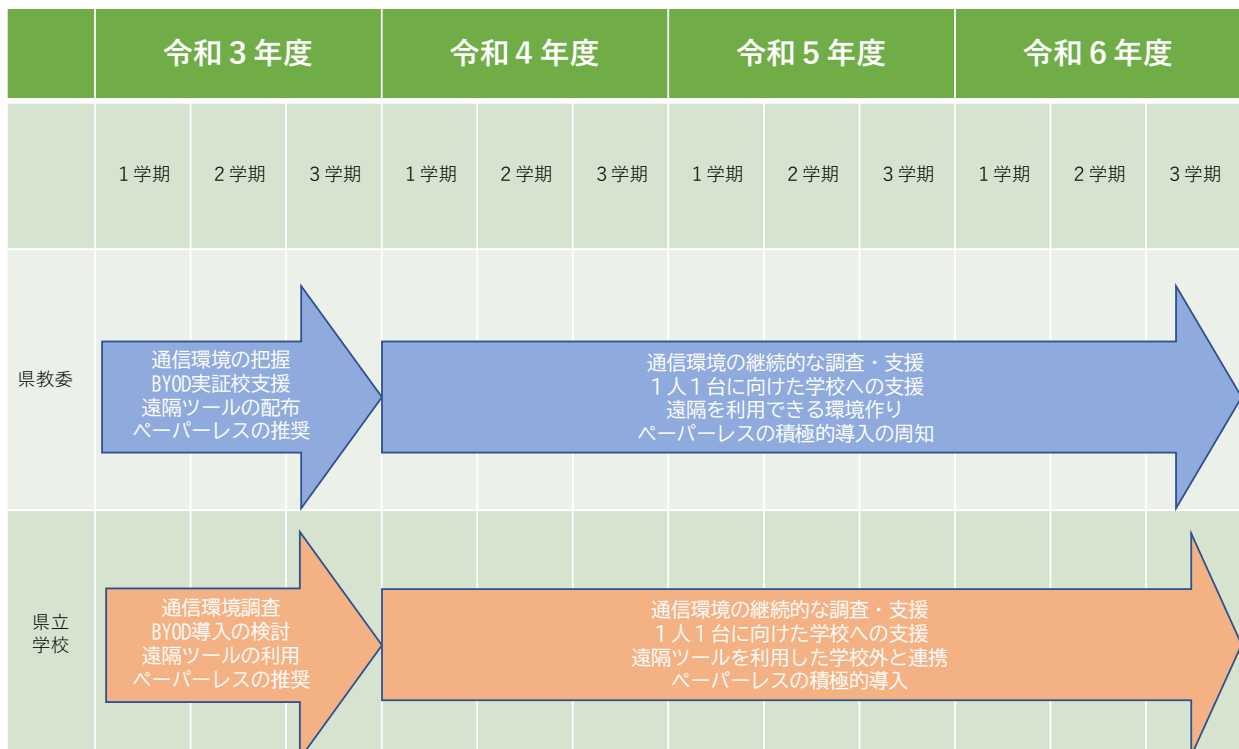 令和３年度
令和４年度
令和５年度
令和６年度
１学期
２学期
３学期
１学期
２学期
３学期
１学期
２学期
３学期
１学期
２学期
３学期
県教委
通信環境の把握
BYOD実証校支援
遠隔ツールの配布
ペーパーレスの推奨
通信環境の継続的な調査・支援
１人１台に向けた学校への支援
遠隔を利用できる環境作り
ペーパーレスの積極的導入の周知
県立
学校
通信環境調査
BYOD導入の検討
遠隔ツールの利用
ペーパーレスの推奨
通信環境の継続的な調査・支援
１人１台に向けた学校への支援
遠隔ツールを利用した学校外と連携
ペーパーレスの積極的導入